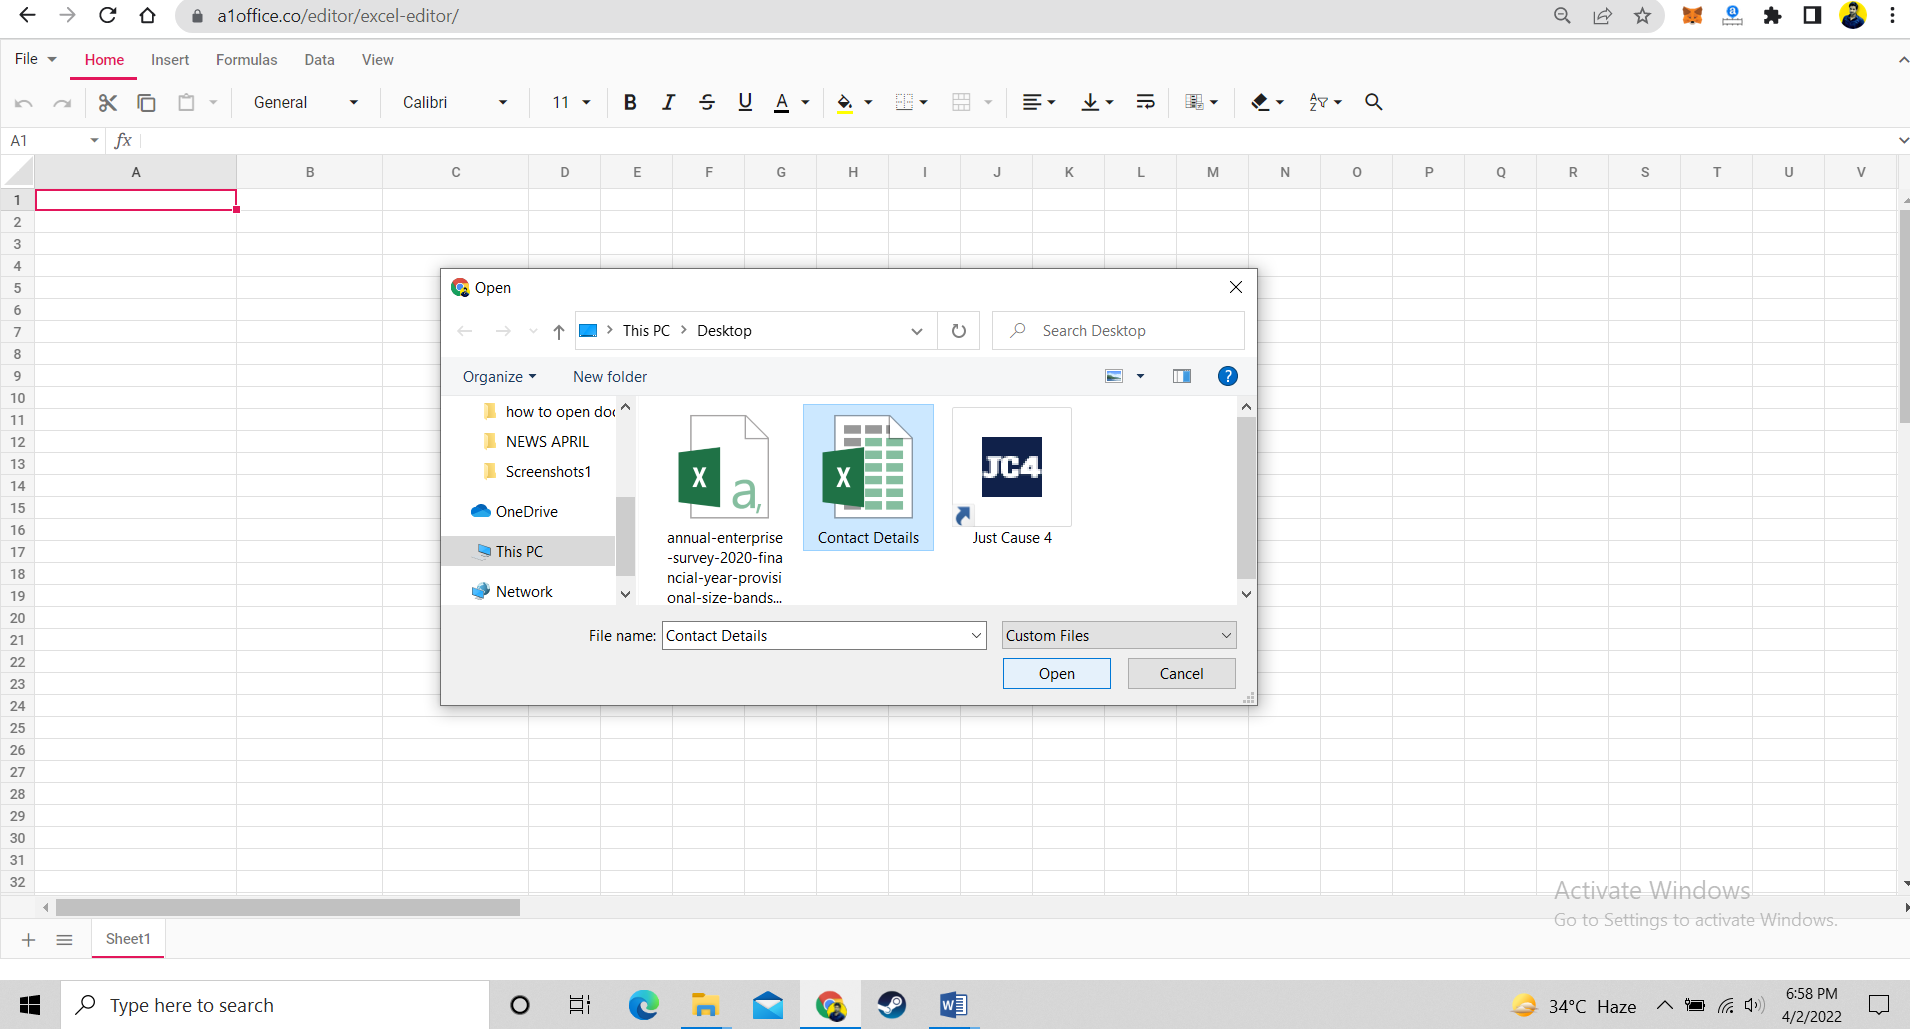 a1office.co/editor/excel-editor/
File Home Insert Formulas Data View
General Calibri 11 B I S U A
A1 fx
A B C D E F G H I J K L M N O P Q R S T U V
1
2
3
4
5
6
7
8
9
10
11
12
13
14
15
16
17
18
19
20
21
22
23
24
25
26
27
28
29
30
31
32
Open
This PC Desktop
Search Desktop
Organize New folder
how to open doc
NEWS APRIL
Screenshots1
OneDrive
This PC
Network
X a,
annual-enterprise
-survey-2020-fina
ncial-year-provisi
onal-size-bands...
X
Contact Details
JC4
Just Cause 4
File name: Contact Details Custom Files
Open Cancel
Activate Windows
Go to Settings to activate Windows.
Sheet1
Type here to search
34°C Haze
6:58 PM
4/2/2022